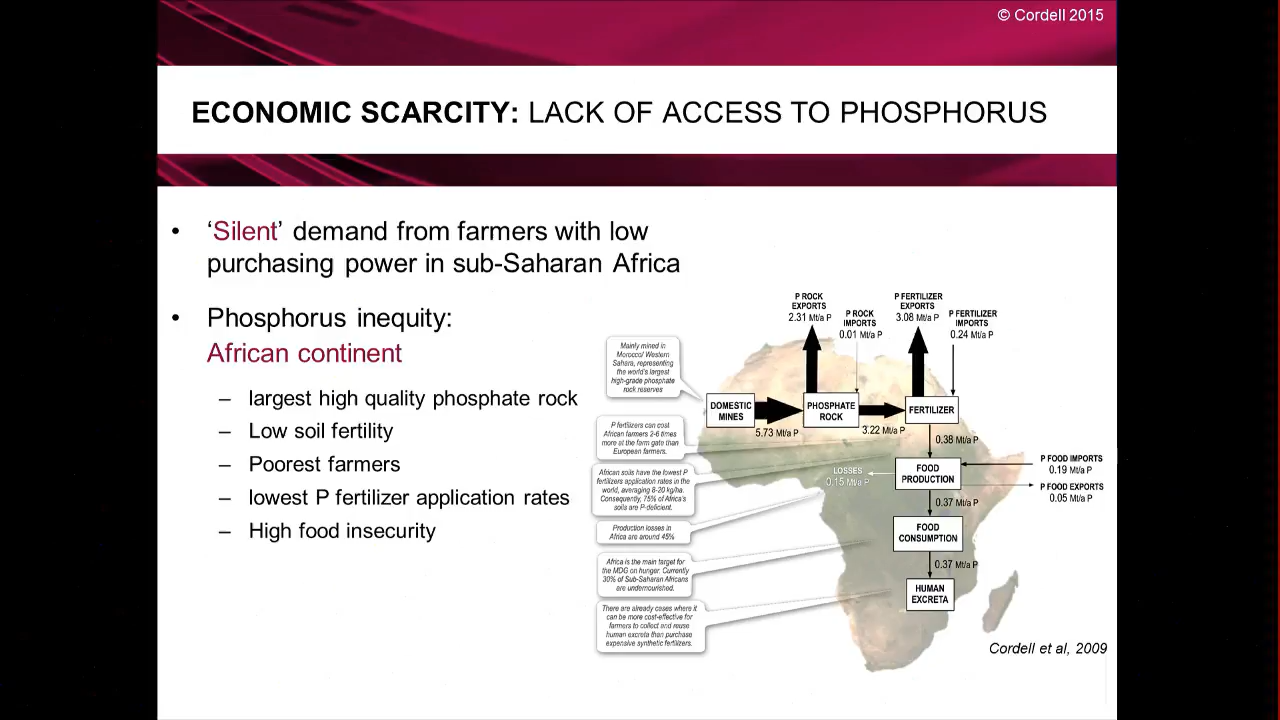 © Cordell 2015
ECONOMIC SCARCITY: LACK OF ACCESS TO PHOSPHORUS
• ‘Silent’ demand from farmers with low
purchasing power in sub-Saharan Africa
• Phosphorus inequity:
African continent
– largest high quality phosphate rock
– Low soil fertility
– Poorest farmers
– lowest P fertilizer application rates
– High food insecurity
P ROCK
EXPORTS
2.31 Mt/a P
P ROCK
IMPORTS
0.01 Mt/a P
P FERTILIZER
EXPORTS
3.08 Mt/a P
P FERTILIZER
IMPORTS
0.24 Mt/a P
Mainly mined in
Morocco/ Western
Sahara, representing
the world's largest
high-grade phosphate
rock reserves
DOMESTIC
MINES
5.73 Mt/a P
PHOSPHATE
ROCK
3.22 Mt/a P
FERTILIZER
0.38 Mt/a P
P fertilizers can cost
African farmers 2-6 times
more at the farm gate than
European farmers.
African soils have the lowest P
fertilizers application rates in the
world, averaging 8-20 kg/ha.
Consequently, 75% of Africa's
soils are P-deficient.
LOSSES
0.15 Mt/a P
FOOD
PRODUCTION
P FOOD IMPORTS
0.19 Mt/a P
P FOOD EXPORTS
0.05 Mt/a P
0.37 Mt/a P
Production losses in
Africa are around 45%
FOOD
CONSUMPTION
0.37 Mt/a P
Africa is the main target for
the MDG on hunger. Currently
30% of Sub-Saharan Africans
are undernourished.
HUMAN
EXCRETA
There are already cases where it
can be more cost-effective for
farmers to collect and reuse
human excreta than purchase
expensive synthetic fertilizers.
Cordell et al, 2009